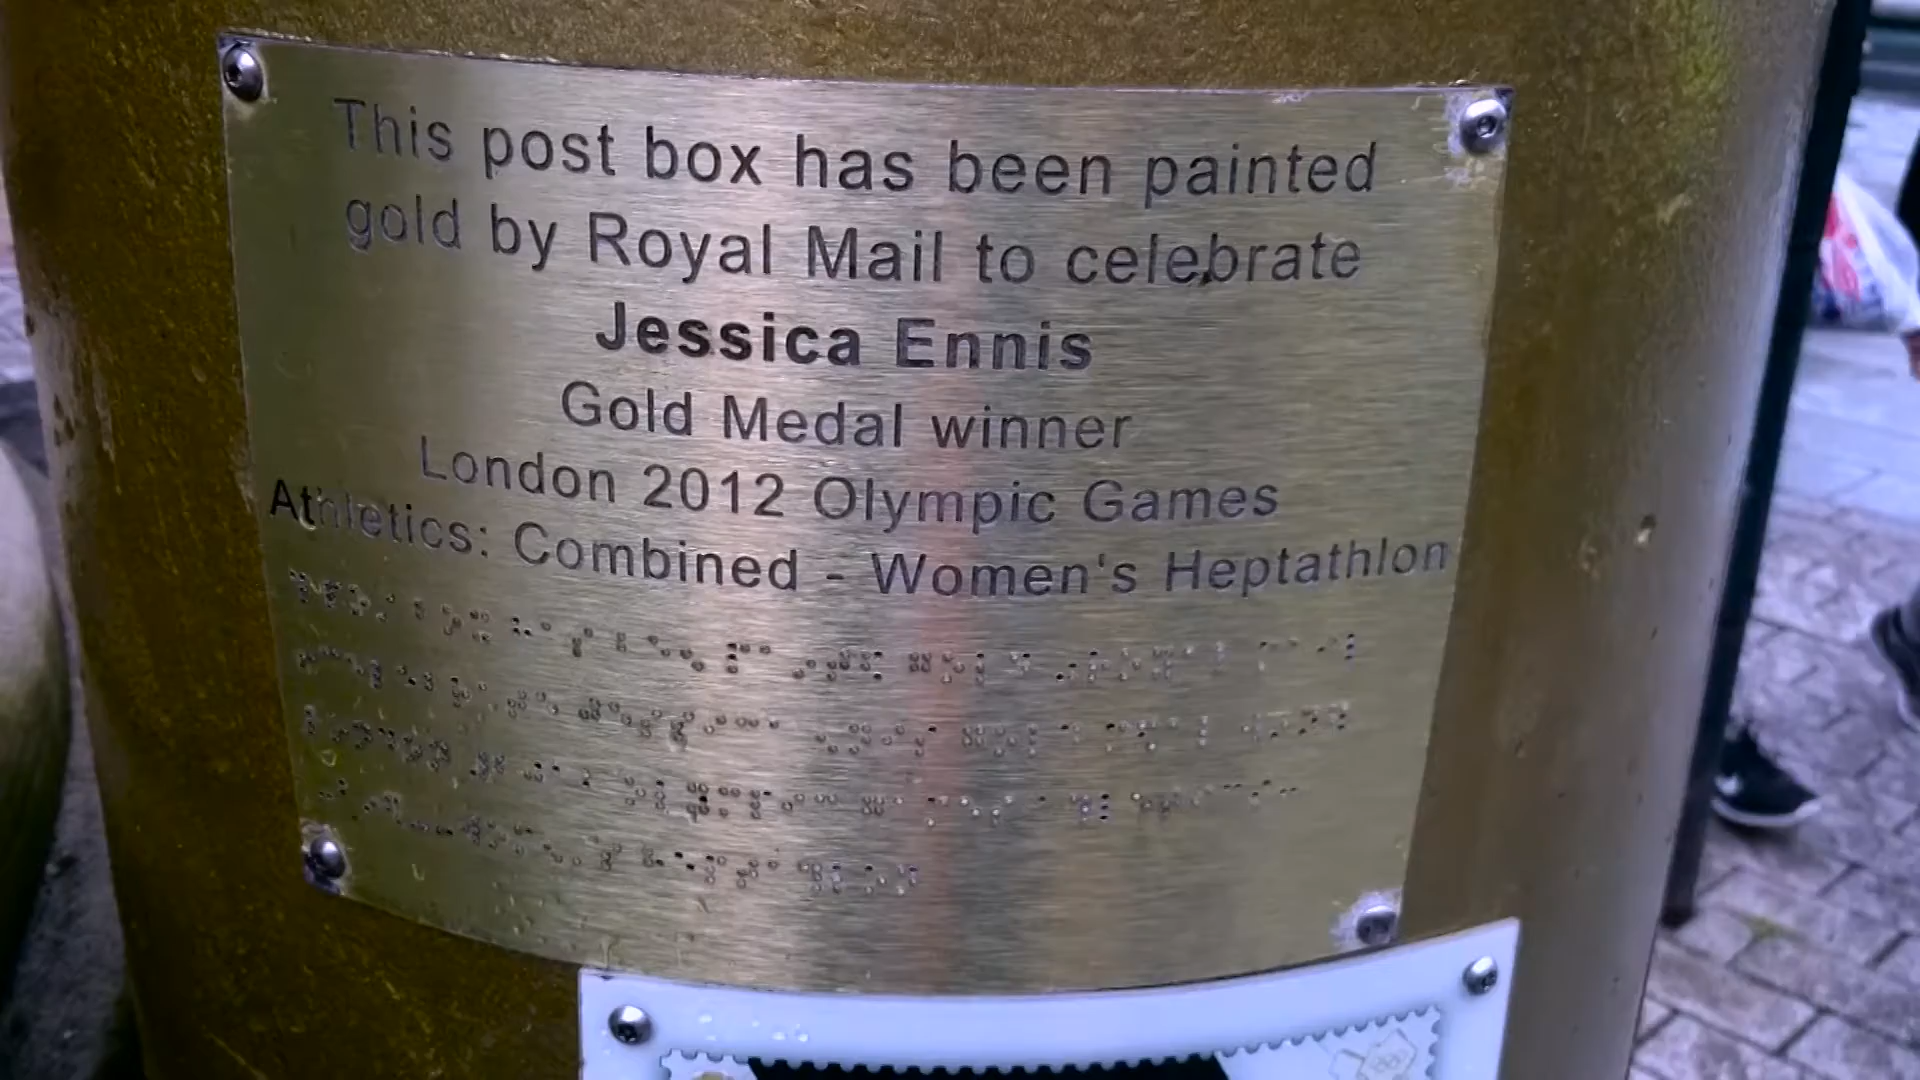 This post box has been painted
gold by Royal Mail to celebrate
Jessica Ennis
Gold Medal winner
London 2012 Olympic Games
Athletics: Combined - Women's Heptathlon